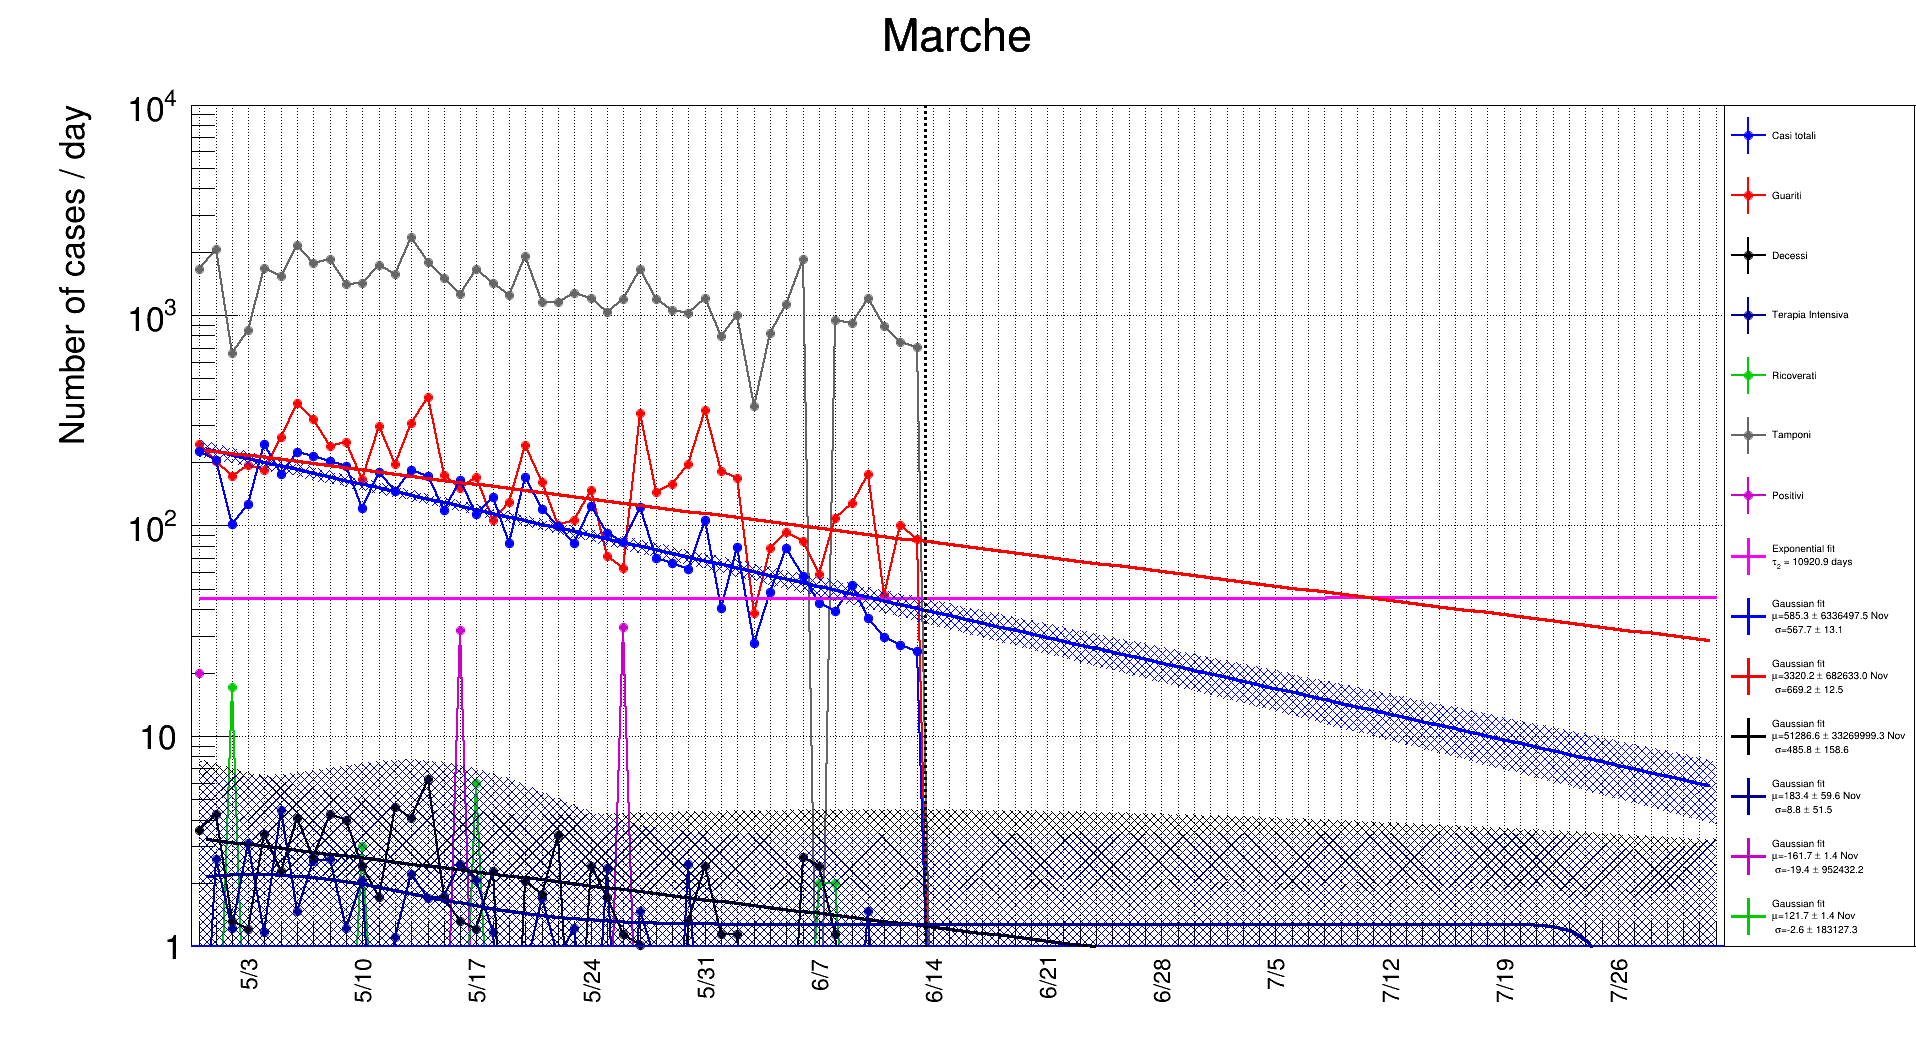 Marche
Number of cases / day
10^4
10^3
10^2
10
1
5/3
5/10
5/17
5/24
5/31
6/7
6/14
6/21
6/28
7/5
7/12
7/19
7/26
Casi totali
Guariti
Decessi
Terapia Intensiva
Ricoverati
Tamponi
Positivi
Exponential fit
τ2 = 10920.9 days
Gaussian fit
μ=585.3 ± 6336497.5 Nov
σ=567.7 ± 13.1
Gaussian fit
μ=3320.2 ± 682633.0 Nov
σ=669.2 ± 12.5
Gaussian fit
μ=51286.6 ± 33269999.3 Nov
σ=485.8 ± 158.6
Gaussian fit
μ=183.4 ± 59.6 Nov
σ=8.8 ± 51.5
Gaussian fit
μ=-161.7 ± 1.4 Nov
σ=-19.4 ± 952432.2
Gaussian fit
μ=121.7 ± 1.4 Nov
σ=-2.6 ± 183127.3